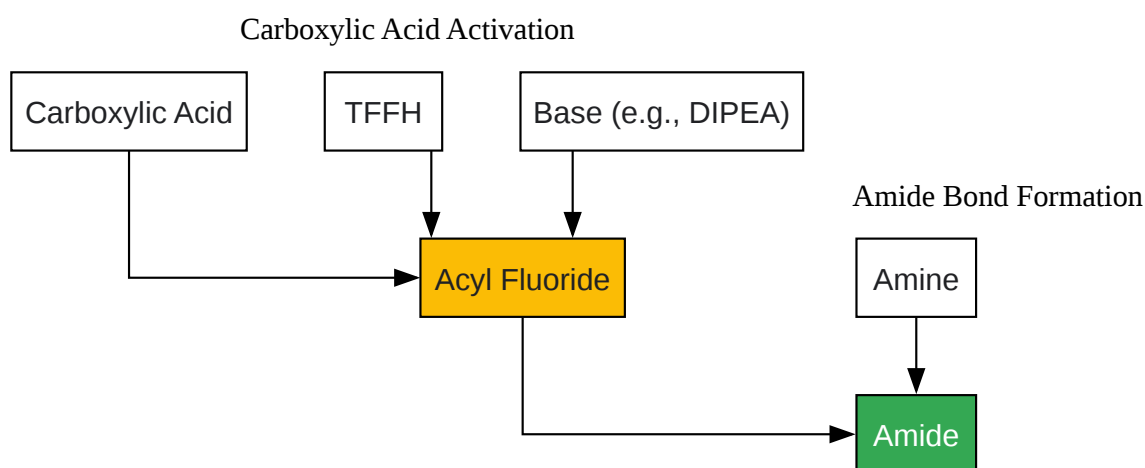 Carboxylic Acid Activation
Carboxylic Acid
TFFH
Base (e.g., DIPEA)
Amide Bond Formation
Acyl Fluoride
Amine
Amide